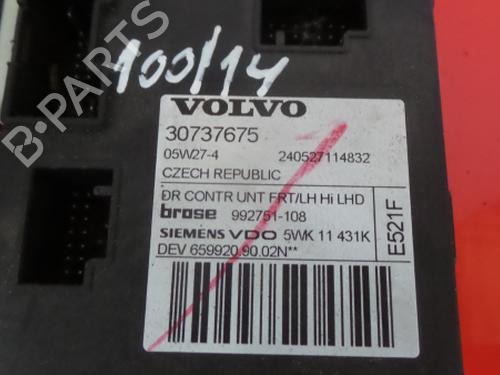 100/14
VOLVO
30737675
05W27-4 240527114832
CZECH REPUBLIC
DR CONTR UNT FRT/LH Hi LHD
brose 992751-108
SIEMENS VDO 5WK 11 431K
DEV 659920.90.02N**
E521F
B-PARTS